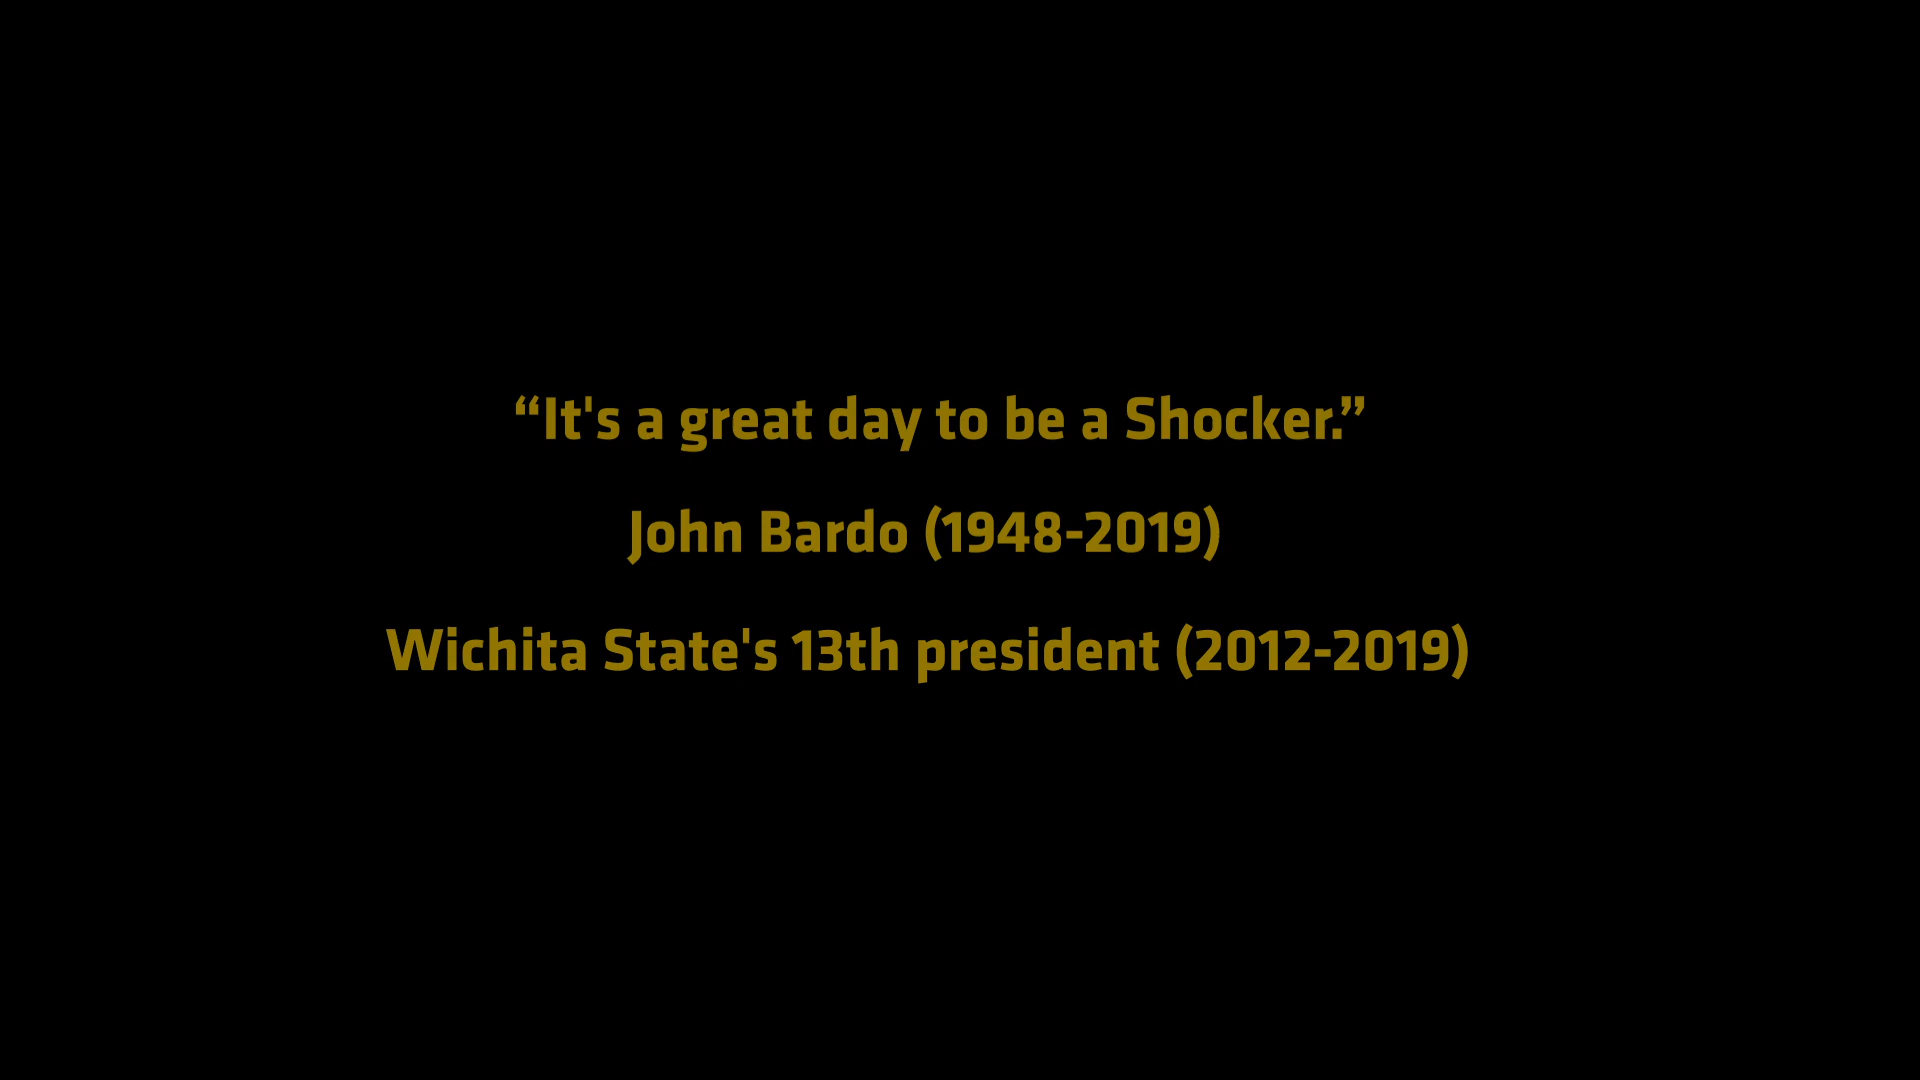 “It's a great day to be a Shocker.”
John Bardo (1948-2019)
Wichita State's 13th president (2012-2019)